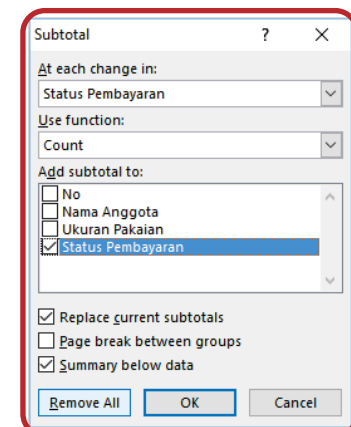 Subtotal ? X
At each change in:
Status Pembayaran
Use function:
Count
Add subtotal to:
No
Nama Anggota
Ukuran Pakaian
Status Pembayaran
Replace current subtotals
Page break between groups
Summary below data
Remove All OK Cancel